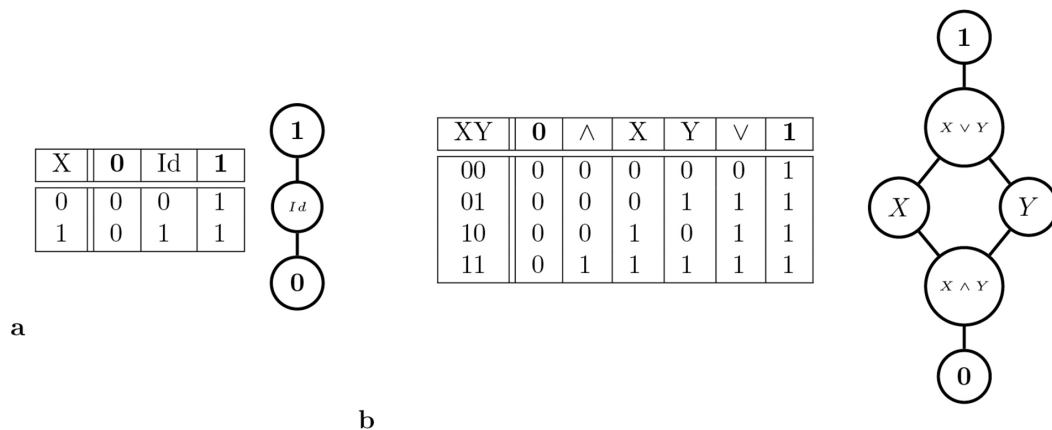 X 0 Id 1
0 0 0 1
1 0 1 1
1
Id
0
a
XY 0 ∧ X Y ∨ 1
00 0 0 0 0 0 1
01 0 0 0 1 1 1
10 0 0 1 0 1 1
11 0 1 1 1 1 1
1
X ∨ Y
X Y
X ∧ Y
0
b